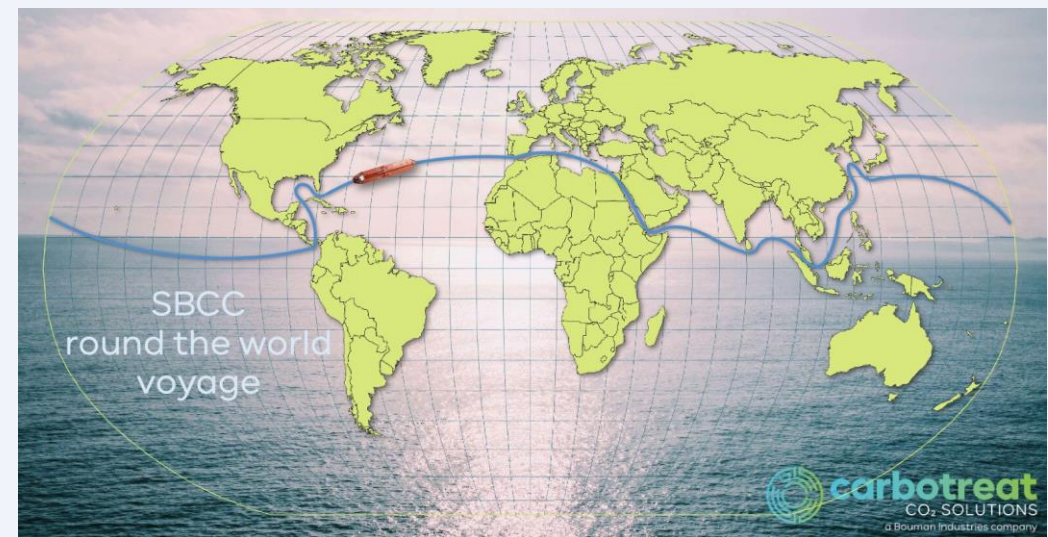 SBCC
round the world
voyage
carbotreat
CO₂ SOLUTIONS
a Bouman Industries company